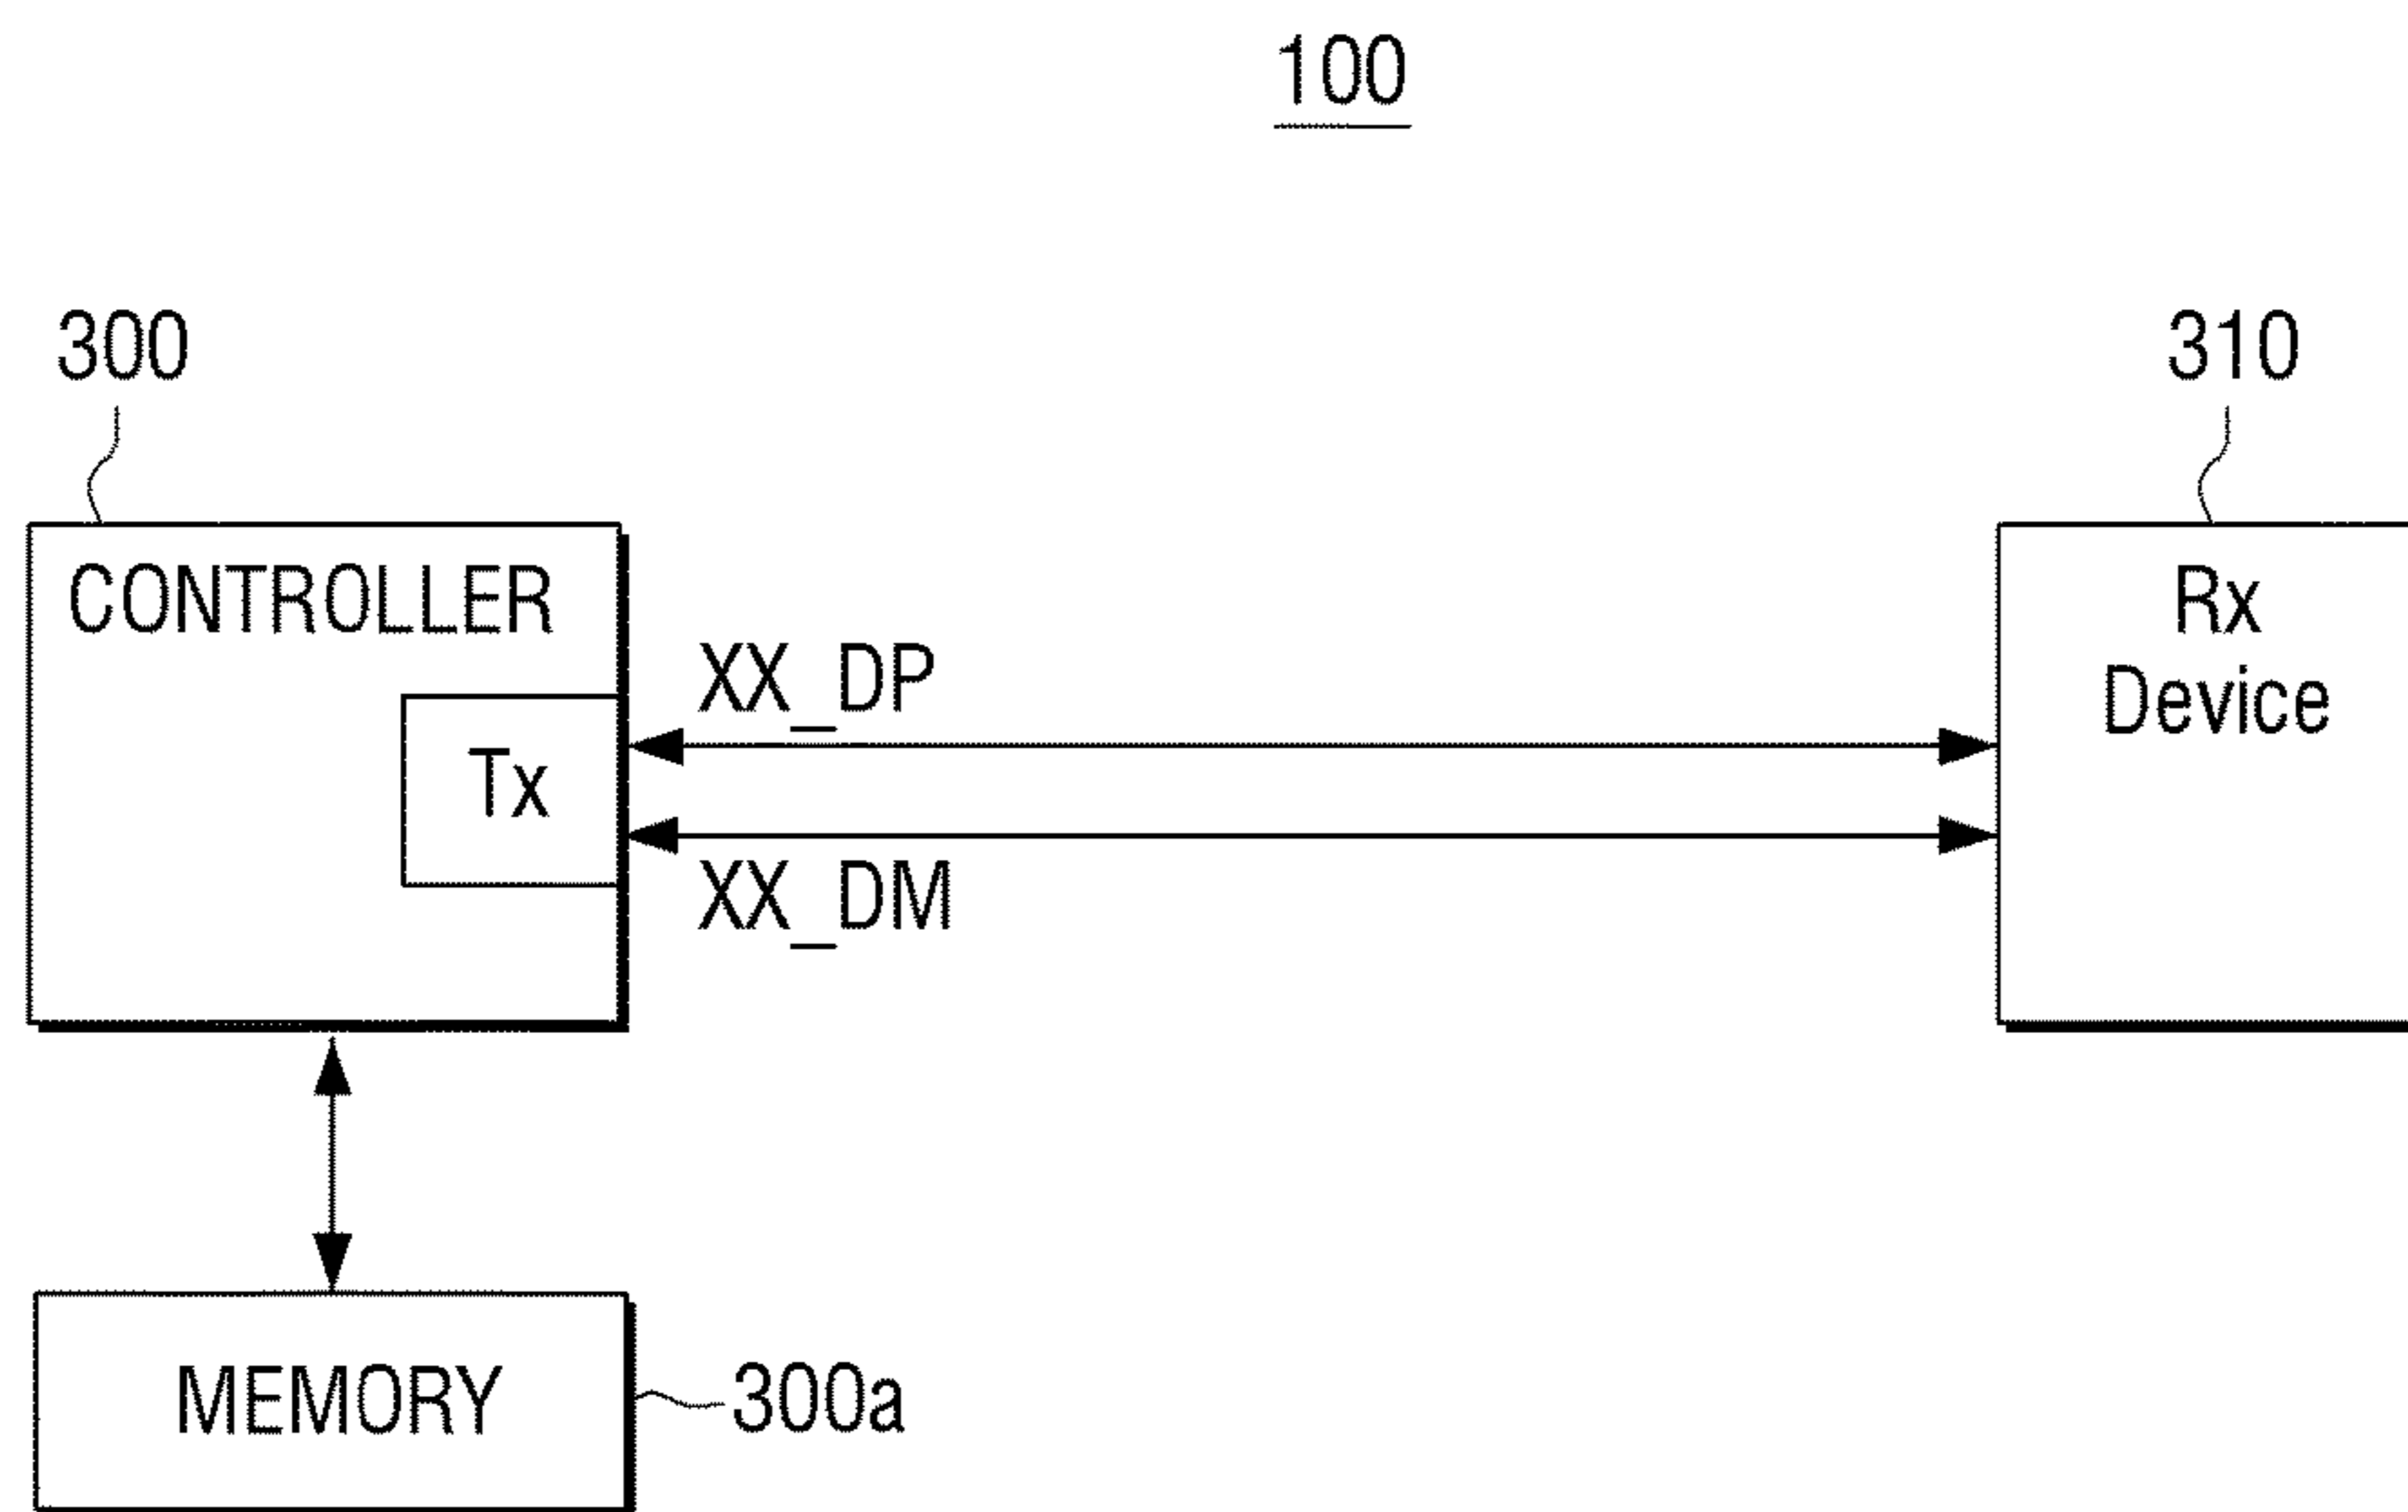 100
300
310
CONTROLLER
Rx
Device
XX_DP
Tx
XX_DM
MEMORY
300a